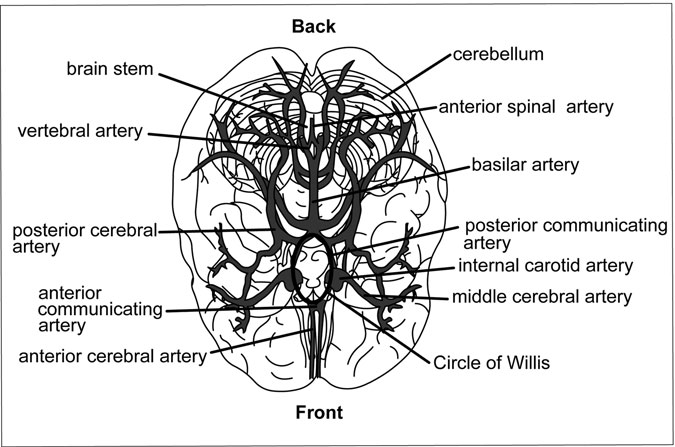 Back
cerebellum
brain stem
anterior spinal artery
vertebral artery
basilar artery
posterior cerebral
artery
posterior communicating
artery
internal carotid artery
anterior
communicating
artery
middle cerebral artery
anterior cerebral artery
Circle of Willis
Front